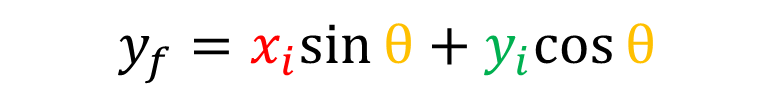 y_f = x_i sin θ + y_i cos θ